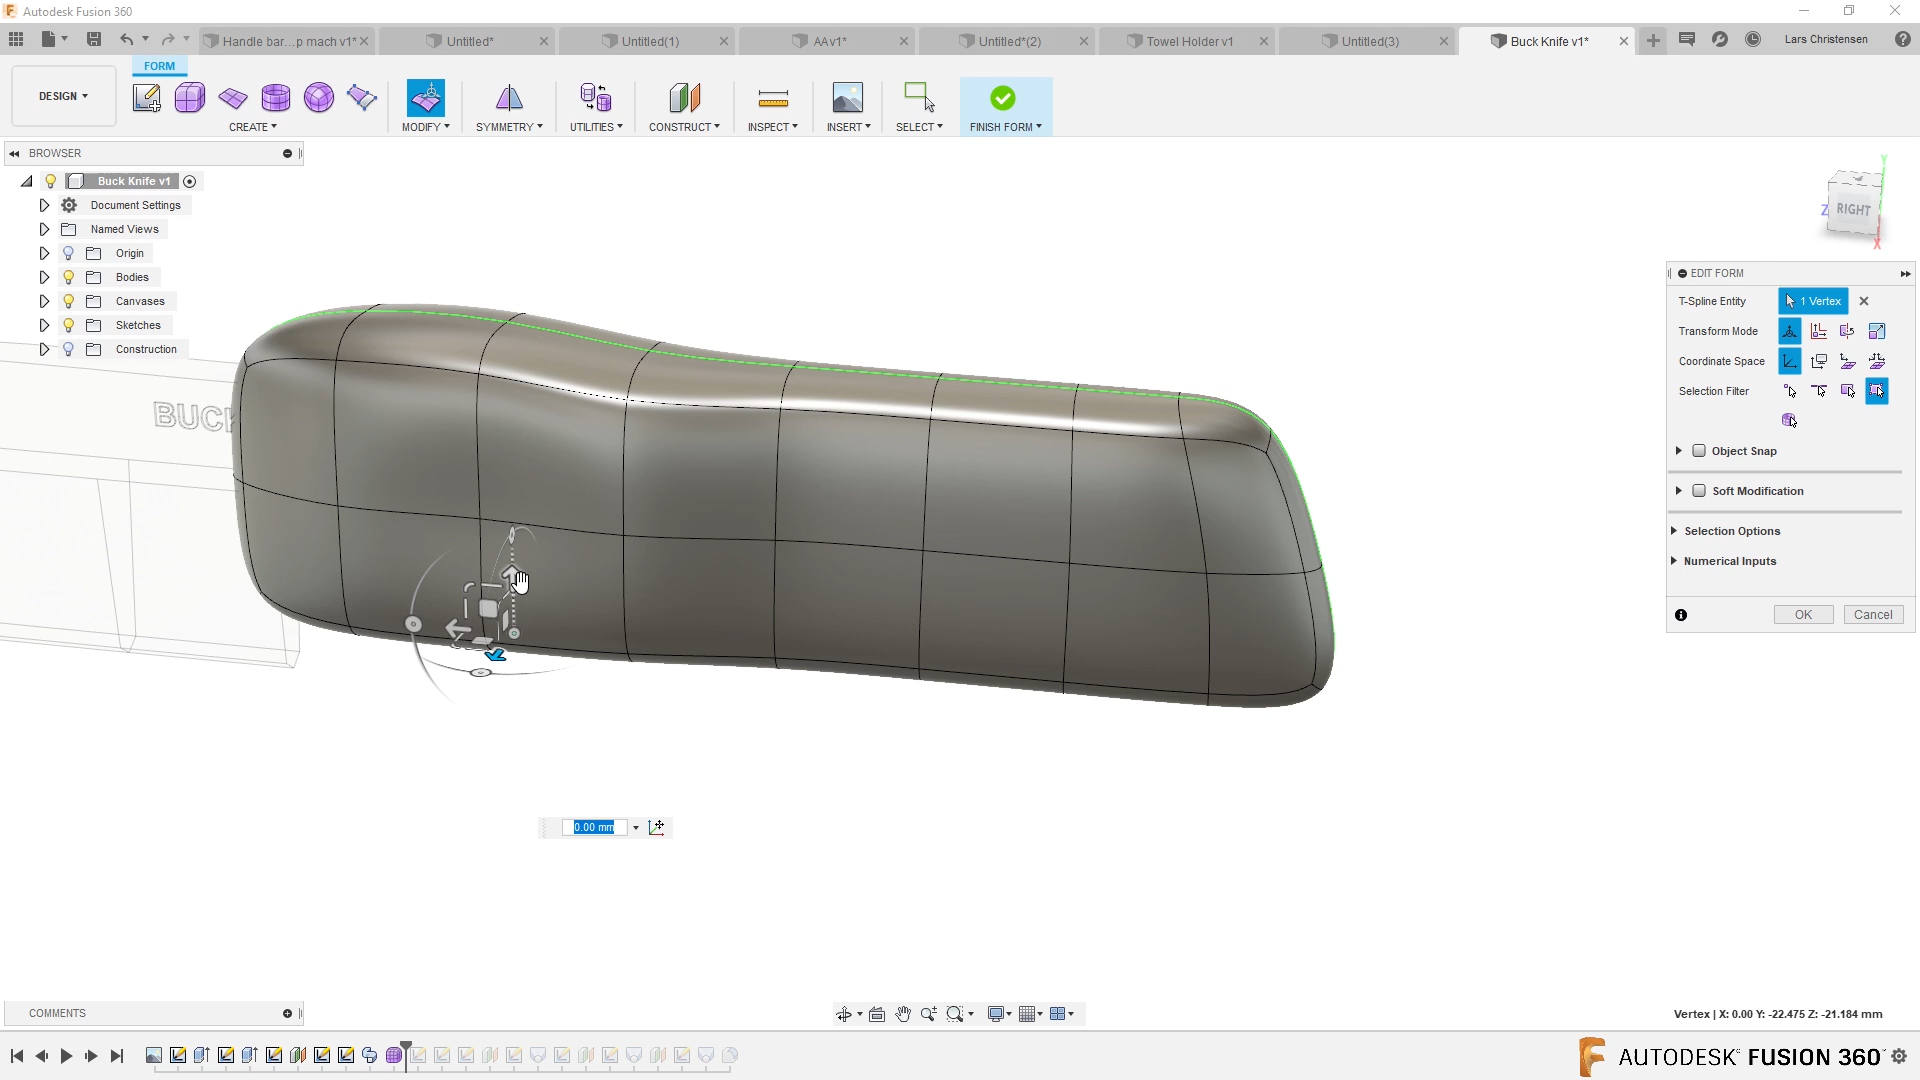 Autodesk Fusion 360
Handle bar...p mach v1*
Untitled*
Untitled(1)
AAv1*
Untitled*(2)
Towel Holder v1
Untitled(3)
Buck Knife v1*
Lars Christensen
DESIGN
FORM
CREATE
MODIFY
SYMMETRY
UTILITIES
CONSTRUCT
INSPECT
INSERT
SELECT
FINISH FORM
BROWSER
Buck Knife v1
Document Settings
Named Views
Origin
Bodies
Canvases
Sketches
Construction
BUCK
Y
Z
RIGHT
X
EDIT FORM
T-Spline Entity
1 Vertex
Transform Mode
Coordinate Space
Selection Filter
Object Snap
Soft Modification
Selection Options
Numerical Inputs
OK
Cancel
0.00 mm
COMMENTS
Vertex | X: 0.00 Y: -22.475 Z: -21.184 mm
AUTODESK® FUSION 360®